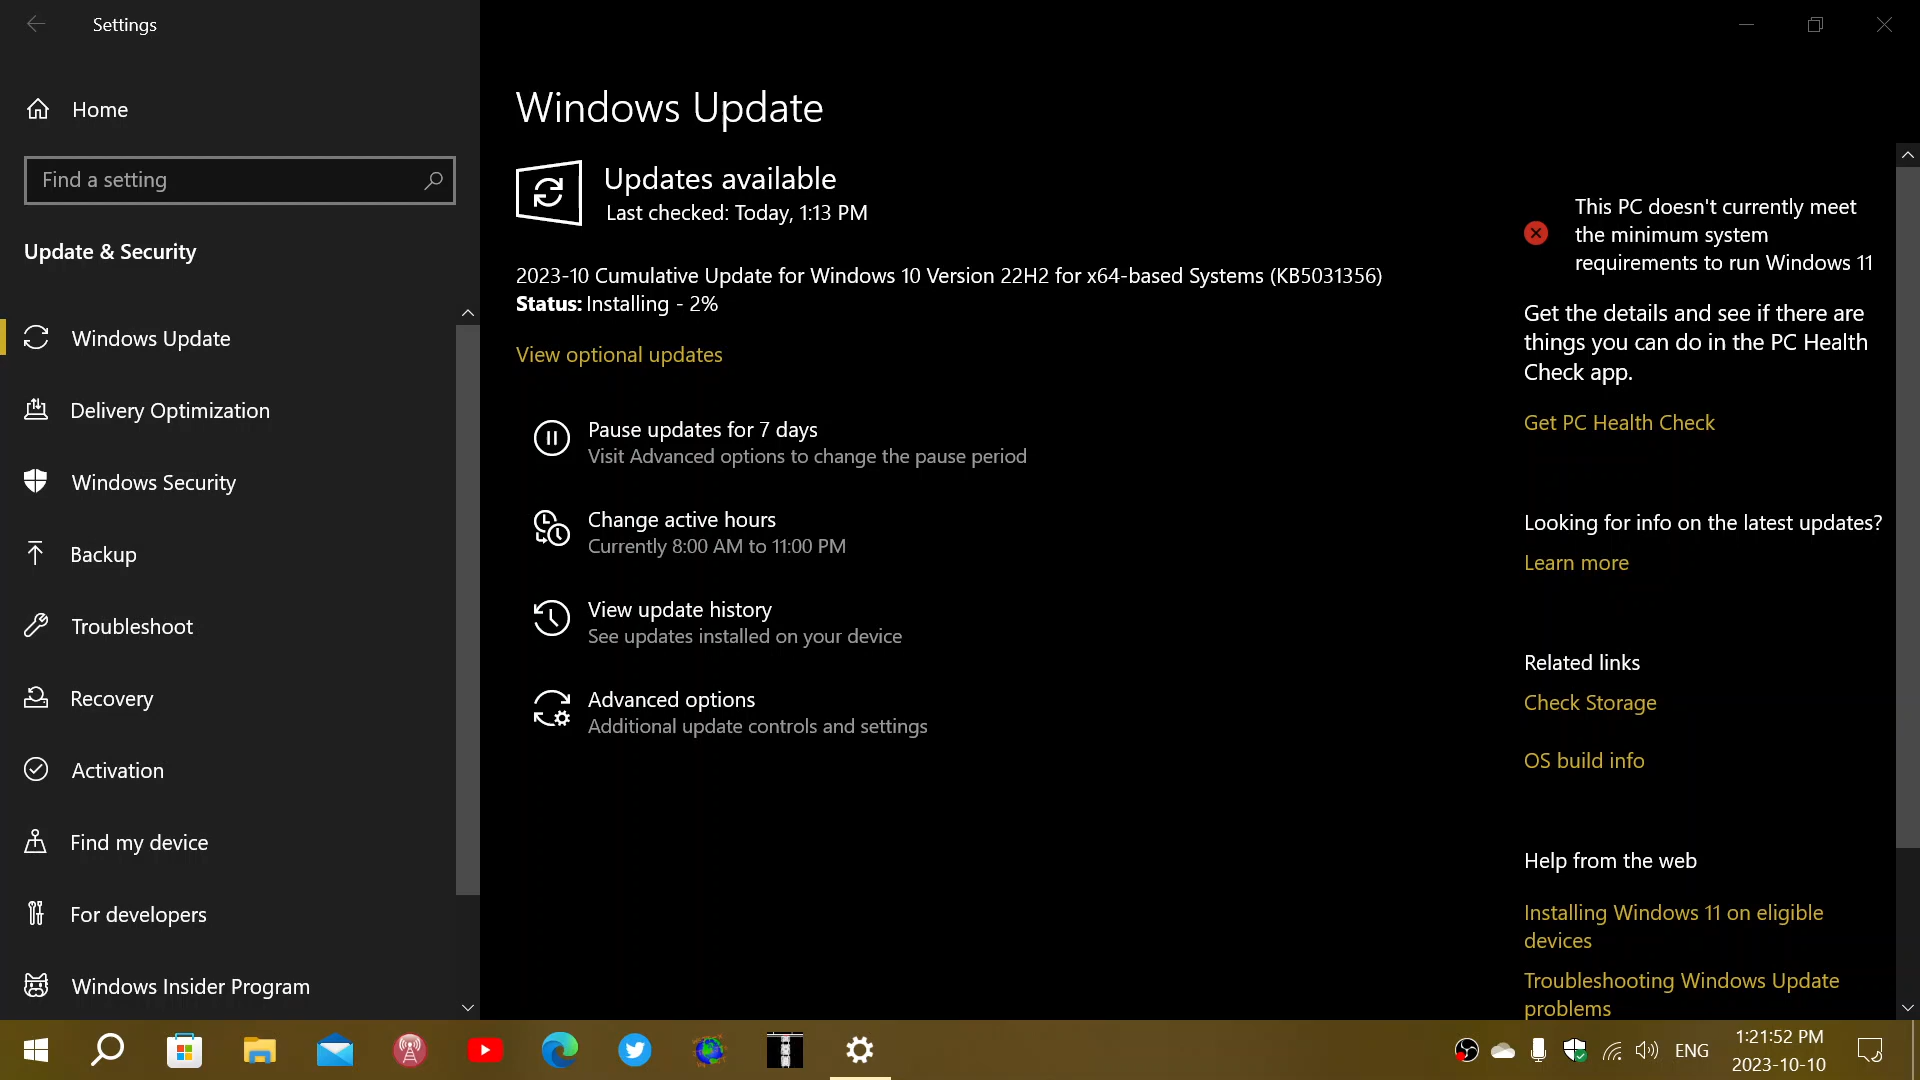 Settings
Home
Find a setting
Update & Security
Windows Update
Delivery Optimization
Windows Security
Backup
Troubleshoot
Recovery
Activation
Find my device
For developers
Windows Insider Program
Windows Update
Updates available
Last checked: Today, 1:13 PM
2023-10 Cumulative Update for Windows 10 Version 22H2 for x64-based Systems (KB5031356)
Status: Installing - 2%
View optional updates
Pause updates for 7 days
Visit Advanced options to change the pause period
Change active hours
Currently 8:00 AM to 11:00 PM
View update history
See updates installed on your device
Advanced options
Additional update controls and settings
This PC doesn't currently meet
the minimum system
requirements to run Windows 11
Get the details and see if there are
things you can do in the PC Health
Check app.
Get PC Health Check
Looking for info on the latest updates?
Learn more
Related links
Check Storage
OS build info
Help from the web
Installing Windows 11 on eligible
devices
Troubleshooting Windows Update
problems
ENG
1:21:52 PM
2023-10-10